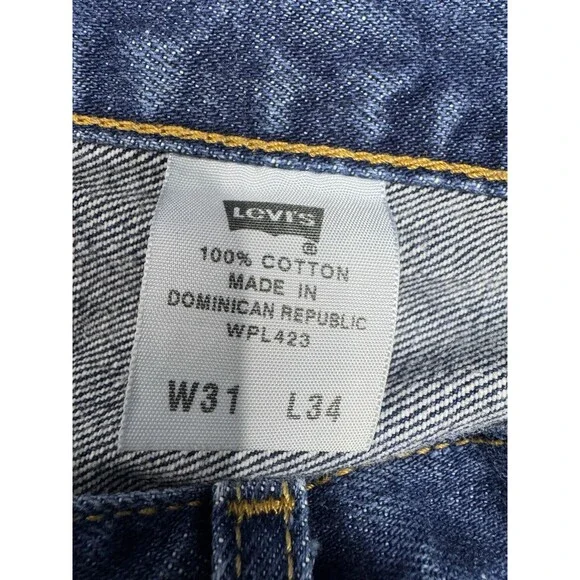 LEVI'S
®
100% COTTON
MADE IN
DOMINICAN REPUBLIC
WPL423
W31 L34